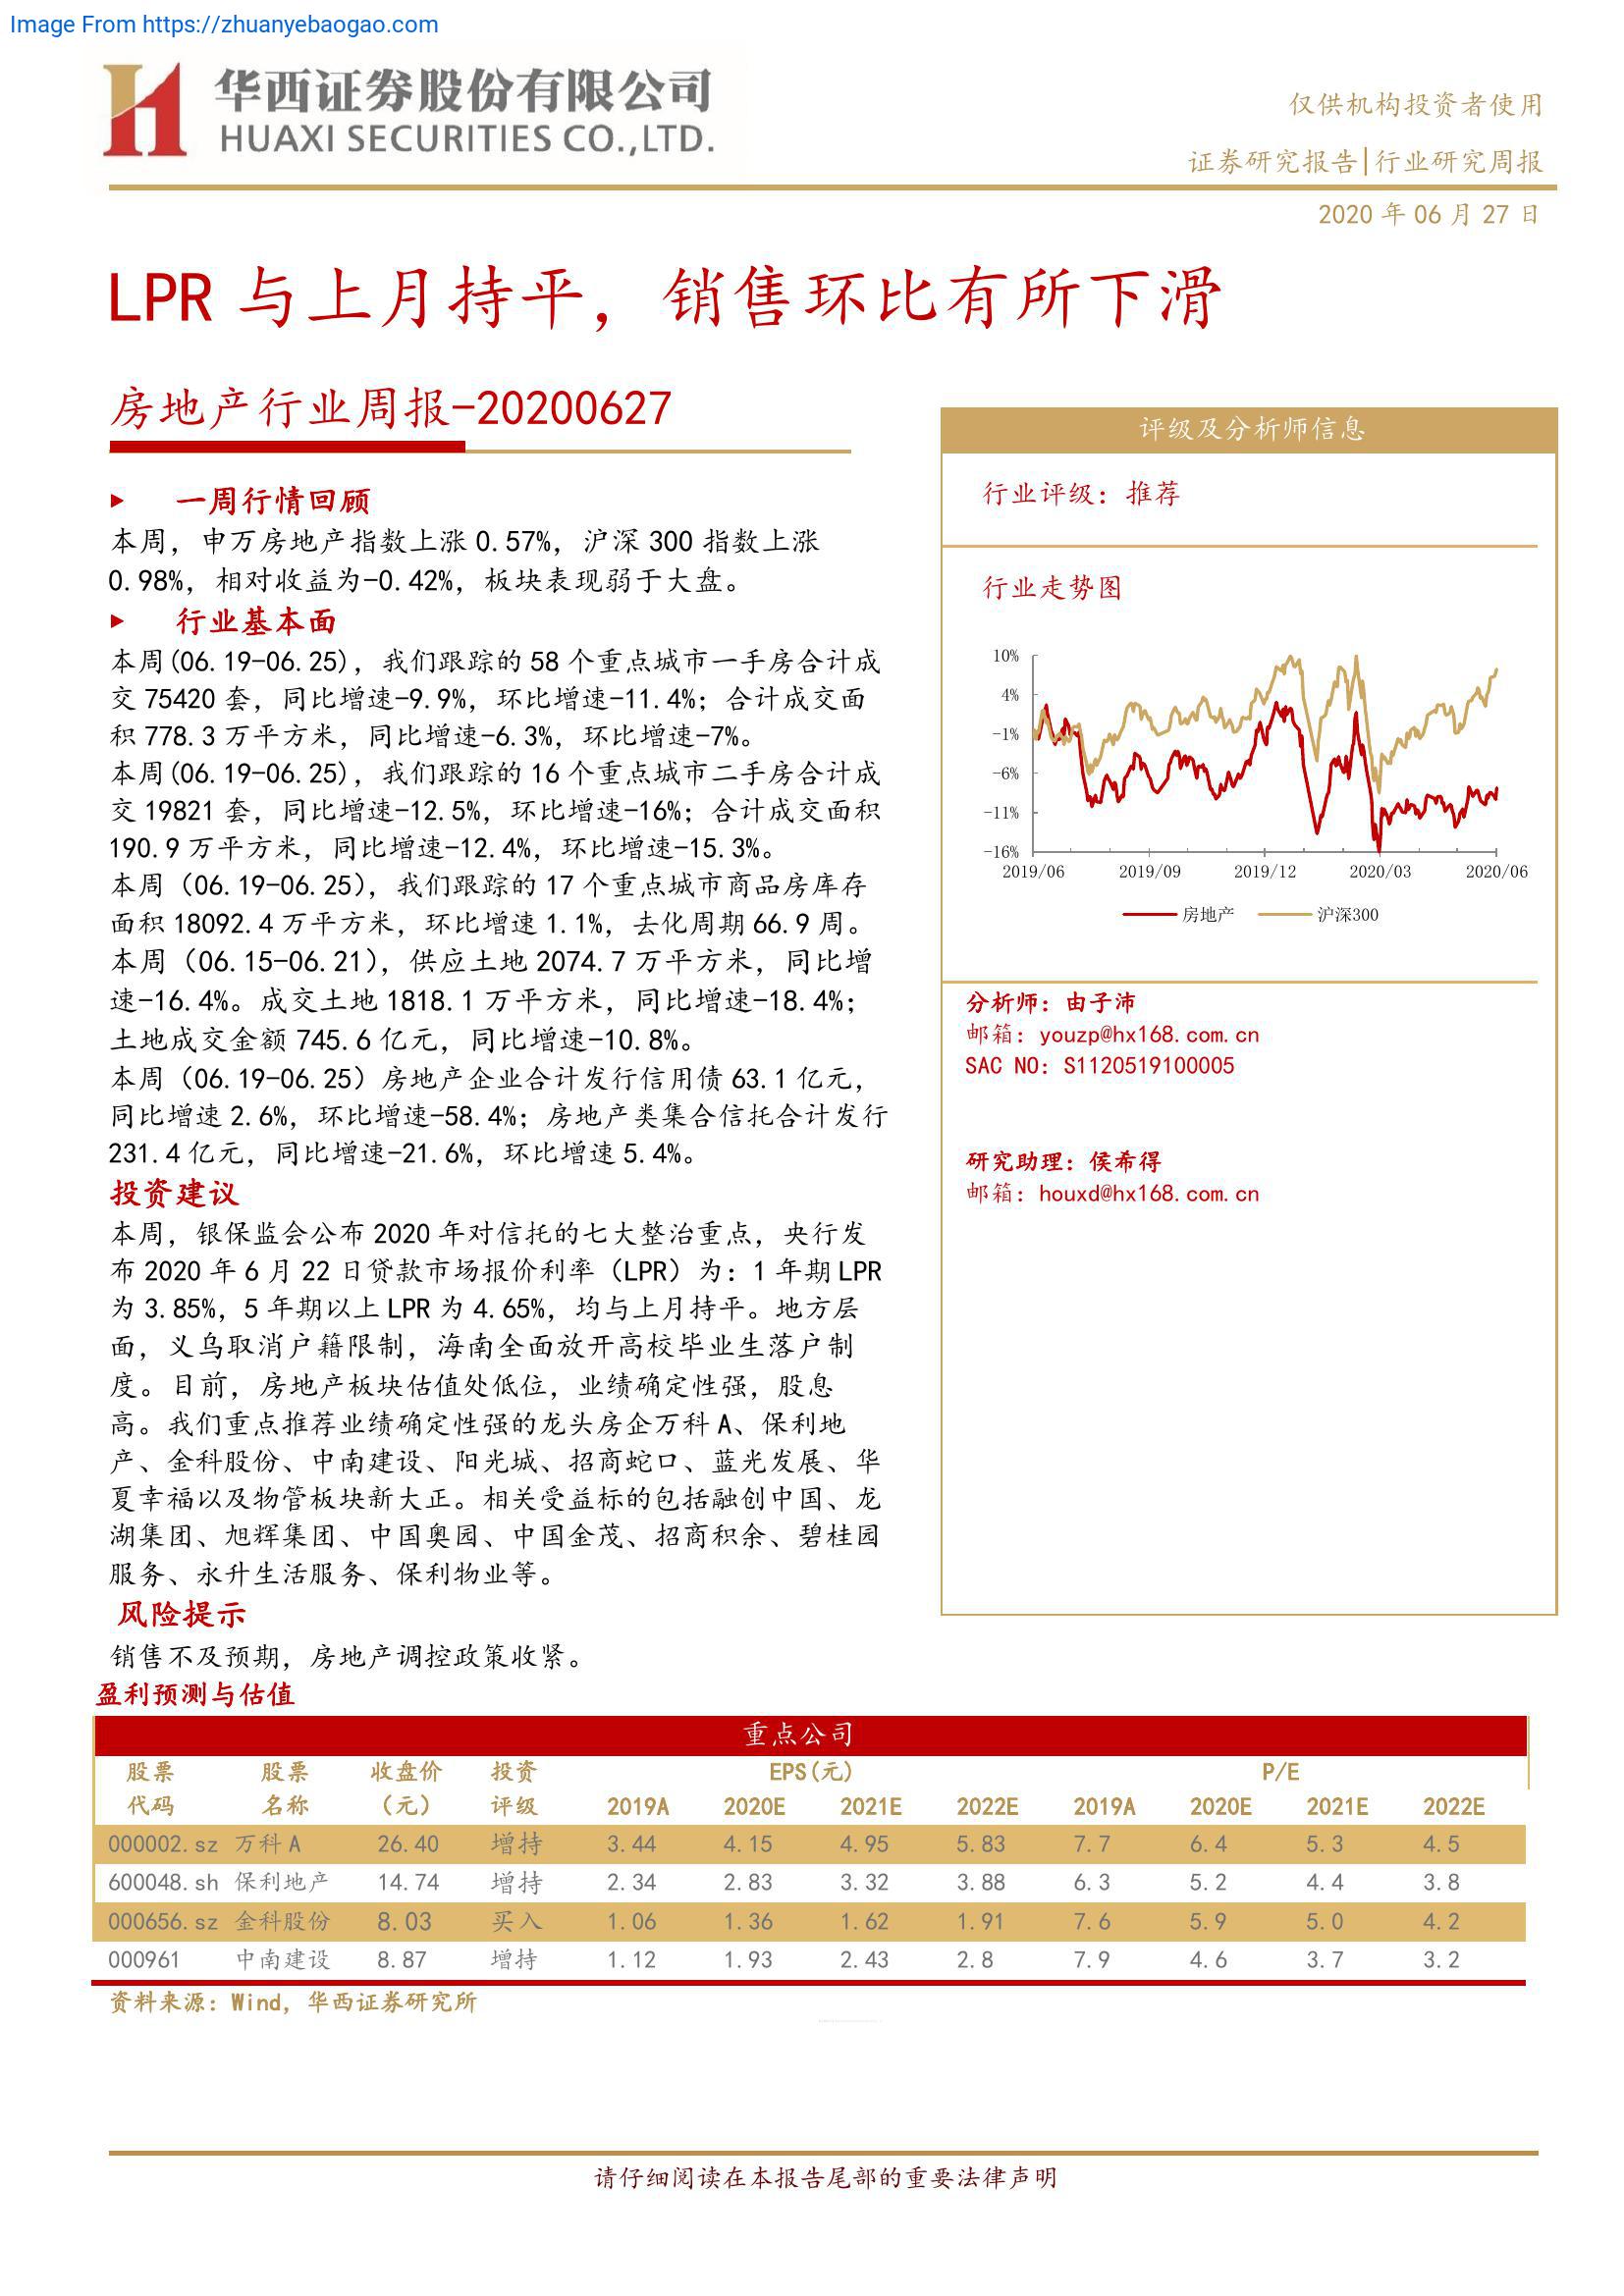 Image From https://zhuanyebaogao.com
华西证券股份有限公司
HUAXI SECURITIES CO.,LTD.
仅供机构投资者使用
证券研究报告|行业研究周报
2020 年 06 月 27 日
LPR 与上月持平，销售环比有所下滑
房地产行业周报-20200627
一周行情回顾
本周，申万房地产指数上涨 0.57%，沪深 300 指数上涨
0.98%，相对收益为-0.42%，板块表现弱于大盘。
行业基本面
本周(06.19-06.25)，我们跟踪的 58 个重点城市一手房合计成
交 75420 套，同比增速-9.9%，环比增速-11.4%；合计成交面
积 778.3 万平方米，同比增速-6.3%，环比增速-7%。
本周(06.19-06.25)，我们跟踪的 16 个重点城市二手房合计成
交 19821 套，同比增速-12.5%，环比增速-16%；合计成交面积
190.9 万平方米，同比增速-12.4%，环比增速-15.3%。
本周（06.19-06.25)，我们跟踪的 17 个重点城市商品房库存
面积 18092.4 万平方米，环比增速 1.1%，去化周期 66.9 周。
本周（06.15-06.21)，供应土地 2074.7 万平方米，同比增
速-16.4%。成交土地 1818.1 万平方米，同比增速-18.4%；
土地成交金额 745.6 亿元，同比增速-10.8%。
本周（06.19-06.25）房地产企业合计发行信用债 63.1 亿元，
同比增速 2.6%，环比增速-58.4%；房地产类集合信托合计发行
231.4 亿元，同比增速-21.6%，环比增速 5.4%。
投资建议
本周，银保监会公布 2020 年对信托的七大整治重点，央行发
布 2020 年 6 月 22 日贷款市场报价利率（LPR）为：1 年期 LPR
为 3.85%，5 年期以上 LPR 为 4.65%，均与上月持平。地方层
面，义乌取消户籍限制，海南全面放开高校毕业生落户制
度。目前，房地产板块估值处低位，业绩确定性强，股息
高。我们重点推荐业绩确定性强的龙头房企万科 A、保利地
产、金科股份、中南建设、阳光城、招商蛇口、蓝光发展、华
夏幸福以及物管板块新大正。相关受益标的包括融创中国、龙
湖集团、旭辉集团、中国奥园、中国金茂、招商积余、碧桂园
服务、永升生活服务、保利物业等。
风险提示
销售不及预期，房地产调控政策收紧。
评级及分析师信息
行业评级：推荐
行业走势图
10%
4%
-1%
-6%
-11%
-16%
2019/06 2019/09 2019/12 2020/03 2020/06
房地产 沪深300
分析师：由子沛
邮箱：youzp@hx168.com.cn
SAC NO：S1120519100005
研究助理：侯希得
邮箱：houxd@hx168.com.cn
盈利预测与估值
重点公司
股票 股票 收盘价 投资 EPS(元) P/E
代码 名称 （元） 评级 2019A 2020E 2021E 2022E 2019A 2020E 2021E 2022E
000002.sz 万科 A 26.40 增持 3.44 4.15 4.95 5.83 7.7 6.4 5.3 4.5
600048.sh 保利地产 14.74 增持 2.34 2.83 3.32 3.88 6.3 5.2 4.4 3.8
000656.sz 金科股份 8.03 买入 1.06 1.36 1.62 1.91 7.6 5.9 5.0 4.2
000961 中南建设 8.87 增持 1.12 1.93 2.43 2.8 7.9 4.6 3.7 3.2
资料来源：Wind，华西证券研究所
请仔细阅读在本报告尾部的重要法律声明